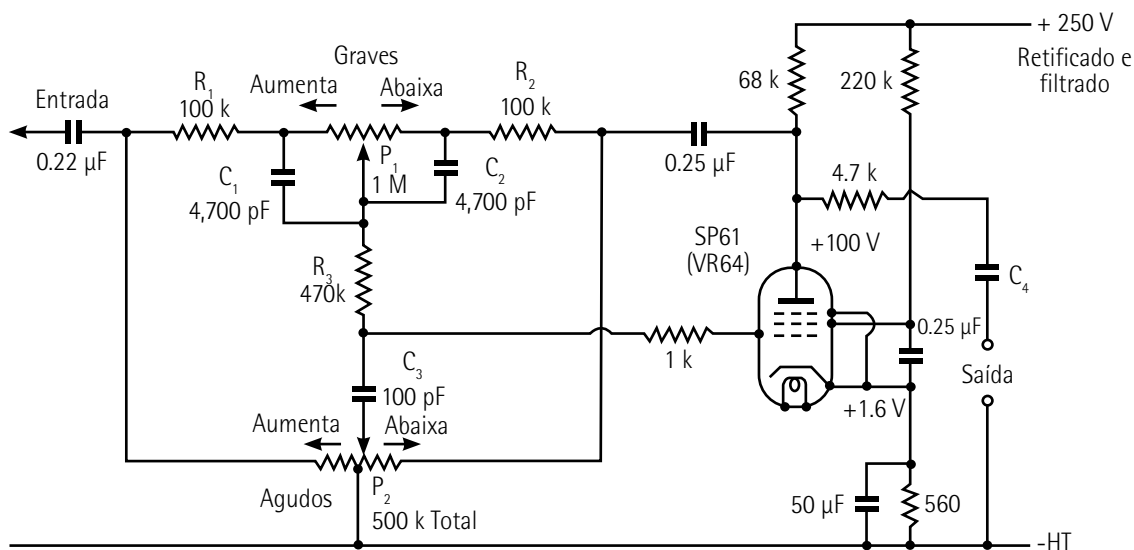 + 250 V
Retificado e
filtrado
Graves
Aumenta
Abaixa
R2
100 k
R1
100 k
68 k
220 k
Entrada
0.22 µF
P1
1 M
C1
4,700 pF
C2
4,700 pF
0.25 µF
4.7 k
SP61
(VR64)
+100 V
C4
R3
470k
1 k
0.25 µF
Saída
C3
100 pF
+1.6 V
Aumenta
Abaixa
Agudos
P2
500 k Total
50 µF
560
-HT